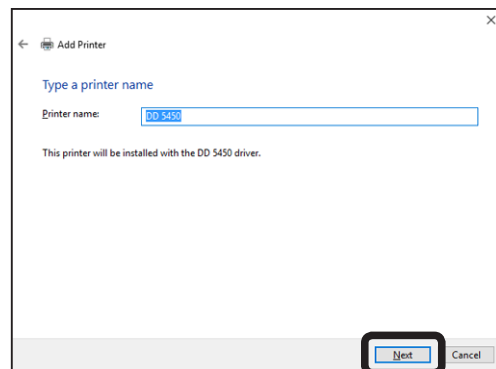 Add Printer
Type a printer name
Printer name: DD 5450
This printer will be installed with the DD 5450 driver.
Next Cancel